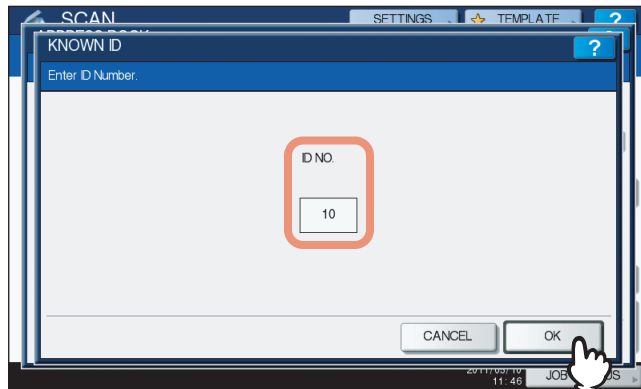 SCAN
SETTINGS
TEMPLATE
?
KNOWN ID
?
Enter ID Number.
ID NO.
10
CANCEL
OK
11:46